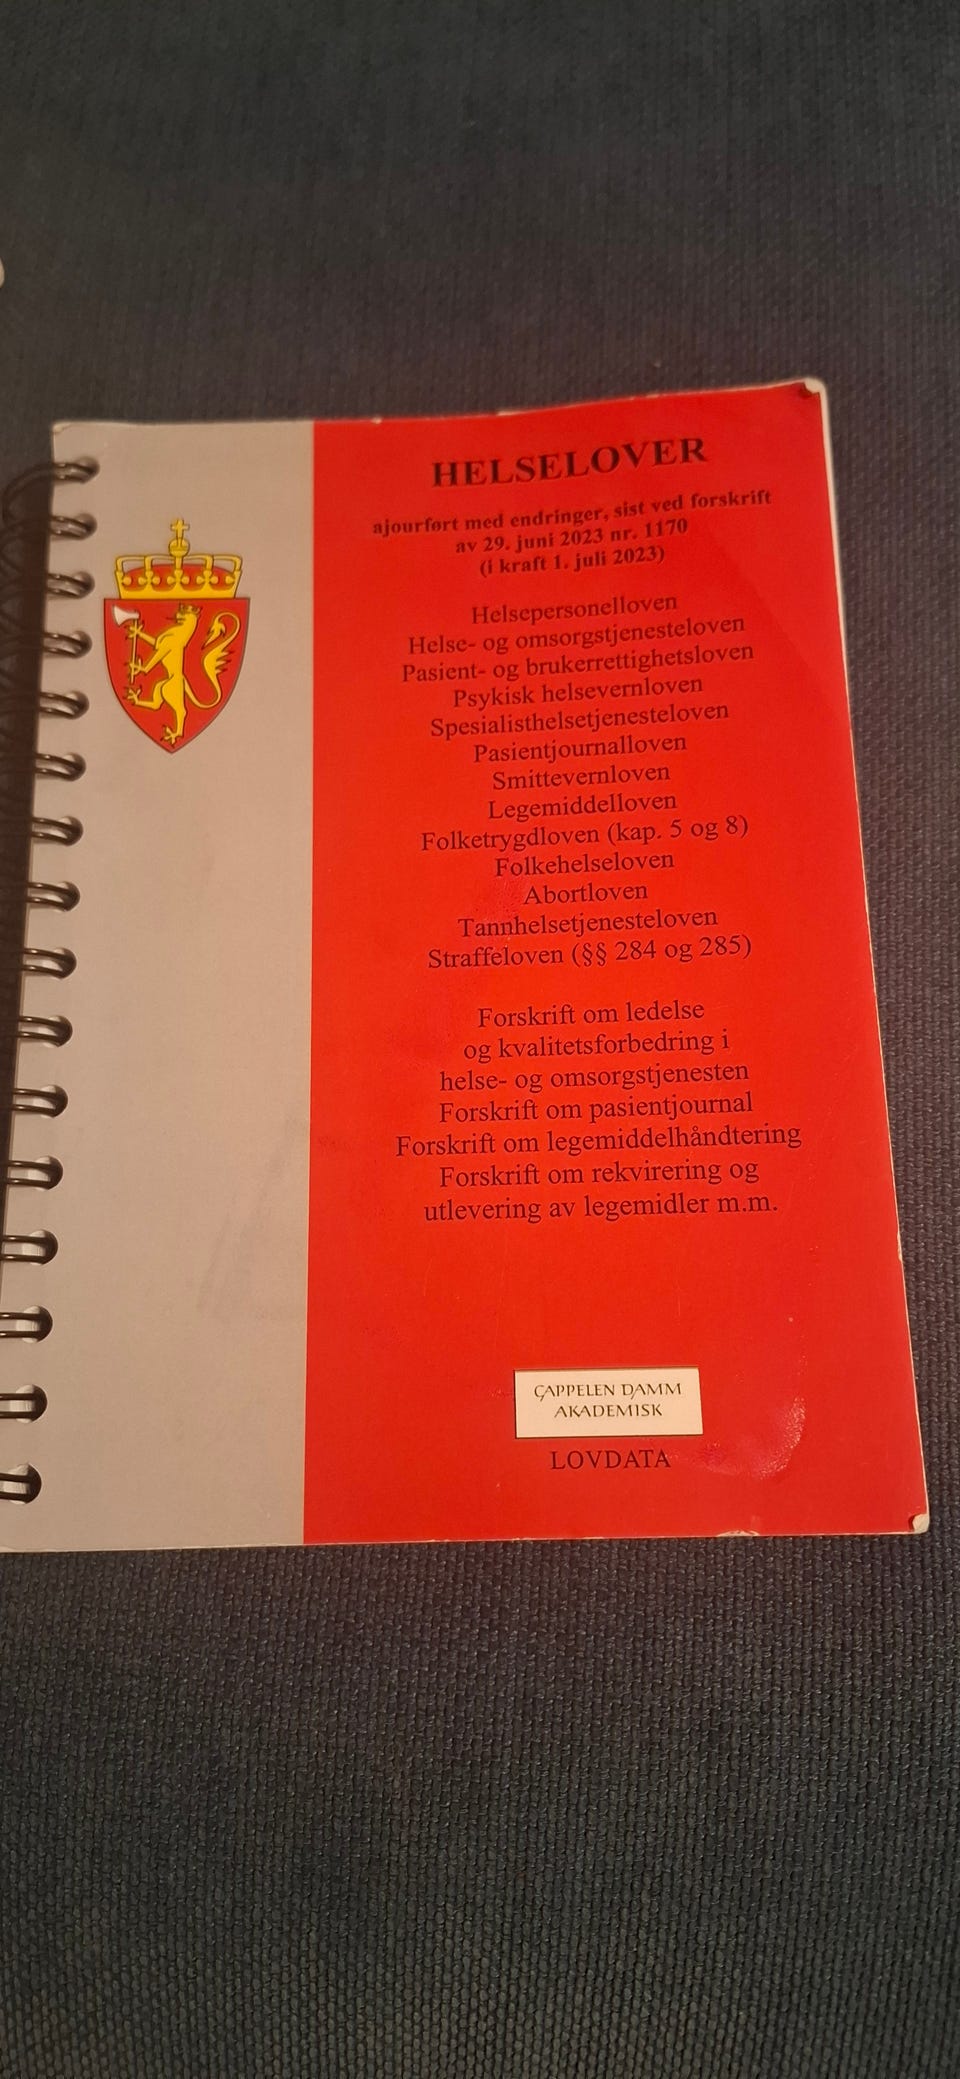 HELSELOVER
ajourført med endringer, sist ved forskrift
av 29. juni 2023 nr. 1170
(i kraft 1. juli 2023)
Helsepersonelloven
Helse- og omsorgstjenesteloven
Pasient- og brukerrettighetsloven
Psykisk helsevernloven
Spesialisthelsetjenesteloven
Pasientjournalloven
Smittevernloven
Legemiddelloven
Folketrygdloven (kap. 5 og 8)
Folkehelseloven
Abortloven
Tannhelsetjenesteloven
Straffeloven (§§ 284 og 285)
Forskrift om ledelse
og kvalitetsforbedring i
helse- og omsorgstjenesten
Forskrift om pasientjournal
Forskrift om legemiddelhåndtering
Forskrift om rekvirering og
utlevering av legemidler m.m.
CAPPELEN DAMM
AKADEMISK
LOVDATA